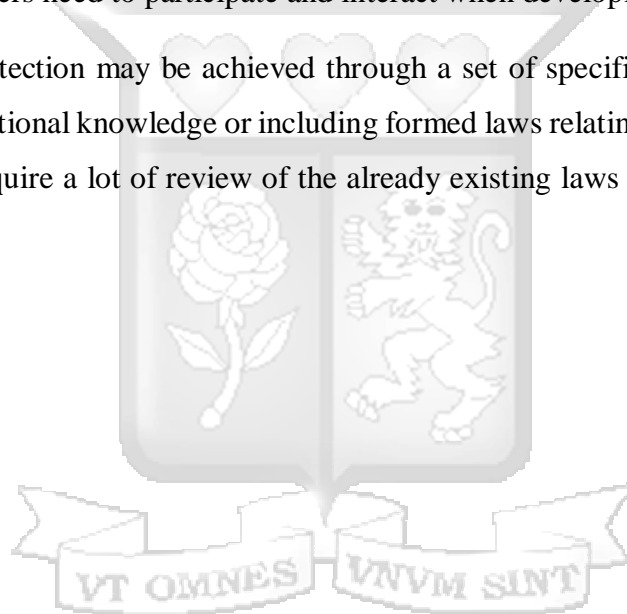 ers need to participate and interact when develop
tection may be achieved through a set of specifi
tional knowledge or including formed laws relatin
quire a lot of review of the already existing laws
VT OMNES VNVM SINT